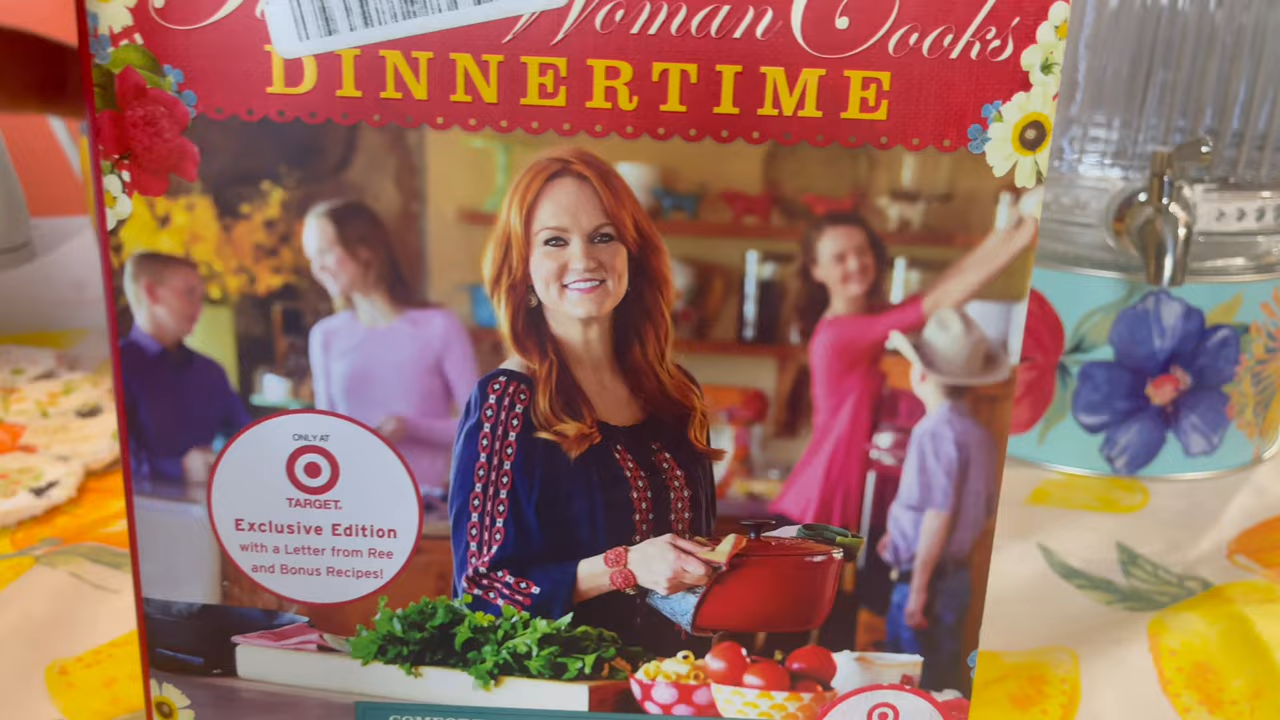 Woman Cooks
DINNERTIME
ONLY AT
TARGET.
Exclusive Edition
with a Letter from Ree
and Bonus Recipes!